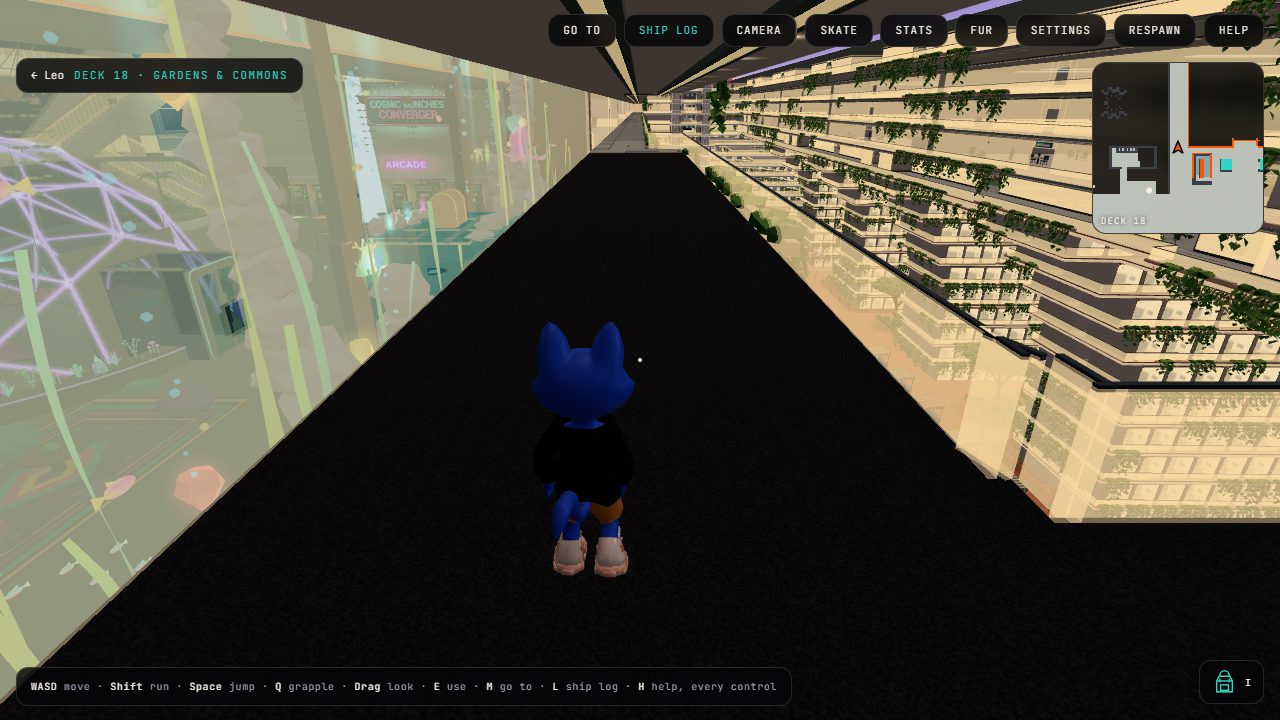 GO TO
SHIP LOG
CAMERA
SKATE
STATS
FUR
SETTINGS
RESPAWN
HELP
← Leo DECK 18 · GARDENS & COMMONS
COSMIC MUNCHIES
CONVERGER
ARCADE
DECK 18
WASD move · Shift run · Space jump · Q grapple · Drag look · E use · M go to · L ship log · H help, every control
I